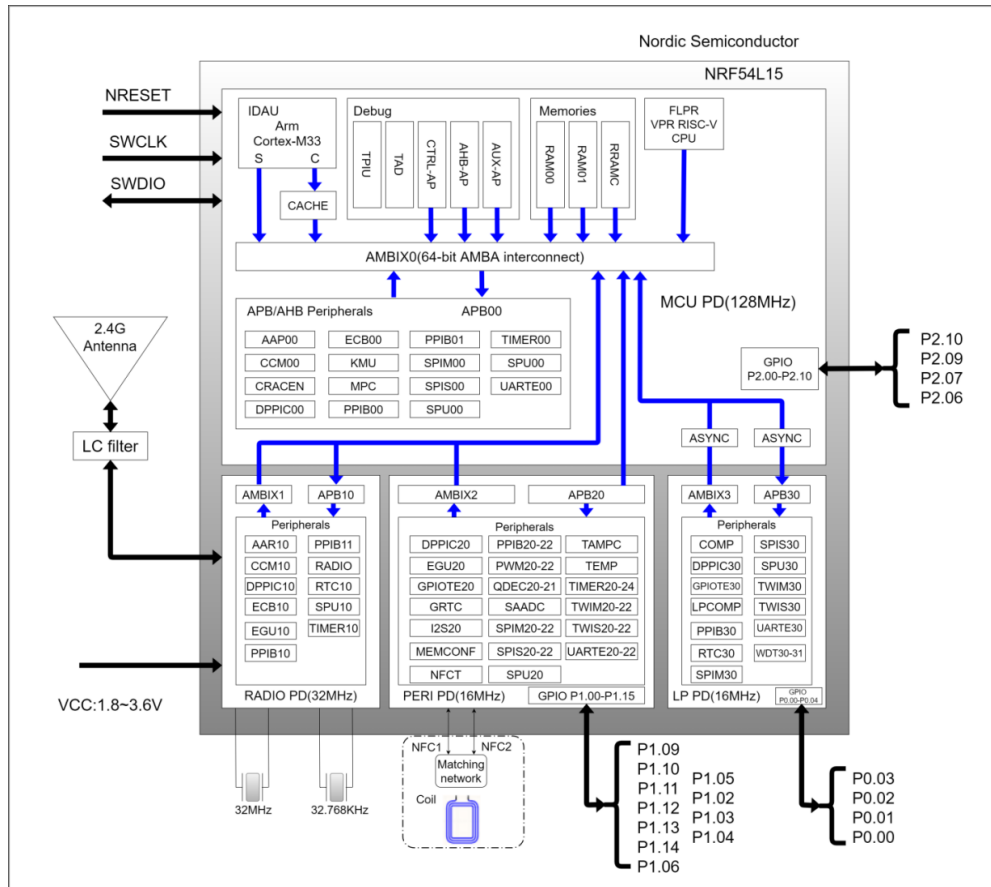 Nordic Semiconductor
NRF54L15
NRESET
SWCLK
SWDIO
IDAU
Arm
Cortex-M33
S C
CACHE
Debug
TPIU
TAD
CTRL-AP
AHB-AP
AUX-AP
Memories
RAM00
RAM01
RRAMC
FLPR
VPR RISC-V
CPU
AMBIX0(64-bit AMBA interconnect)
MCU PD(128MHz)
APB/AHB Peripherals APB00
AAP00 ECB00 PPIB01 TIMER00
CCM00 KMU SPIM00 SPU00
CRACEN MPC SPIS00 UARTE00
DPPIC00 PPIB00 SPU00
GPIO
P2.00-P2.10
P2.10
P2.09
P2.07
P2.06
2.4G
Antenna
LC filter
ASYNC ASYNC
AMBIX1 APB10
Peripherals
AAR10 PPIB11
CCM10 RADIO
DPPIC10 RTC10
ECB10 SPU10
EGU10 TIMER10
PPIB10
RADIO PD(32MHz)
AMBIX2 APB20
Peripherals
DPPIC20 PPIB20-22 TAMPC
EGU20 PWM20-22 TEMP
GPIOTE20 QDEC20-21 TIMER20-24
GRTC SAADC TWIM20-22
I2S20 SPIM20-22 TWIS20-22
MEMCONF SPIS20-22 UARTE20-22
NFCT SPU20
PERI PD(16MHz) GPIO P1.00-P1.15
AMBIX3 APB30
Peripherals
COMP SPIS30
DPPIC30 SPU30
GPIOTE30 TWIM30
LPCOMP TWIS30
PPIB30 UARTE30
RTC30 WDT30-31
SPIM30
LP PD(16MHz)
GPIO
P0.00-P0.04
VCC:1.8~3.6V
32MHz
32.768KHz
NFC1 NFC2
Matching
network
Coil
P1.09
P1.10
P1.11
P1.12
P1.13
P1.14
P1.06
P1.05
P1.02
P1.03
P1.04
P0.03
P0.02
P0.01
P0.00